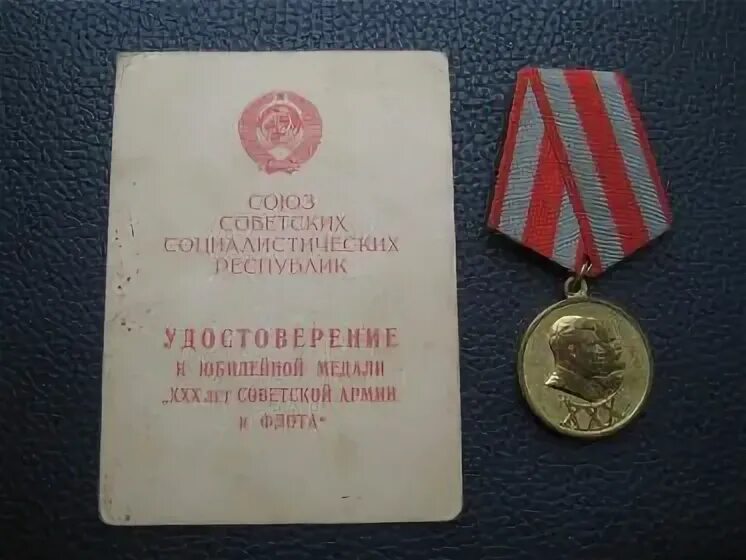 СОЮЗ
СОВЕТСКИХ
СОЦИАЛИСТИЧЕСКИХ
РЕСПУБЛИК
УДОСТОВЕРЕНИЕ
К ЮБИЛЕЙНОЙ МЕДАЛИ
„XXX ЛЕТ СОВЕТСКОЙ АРМИИ
И ФЛОТА"
XXX